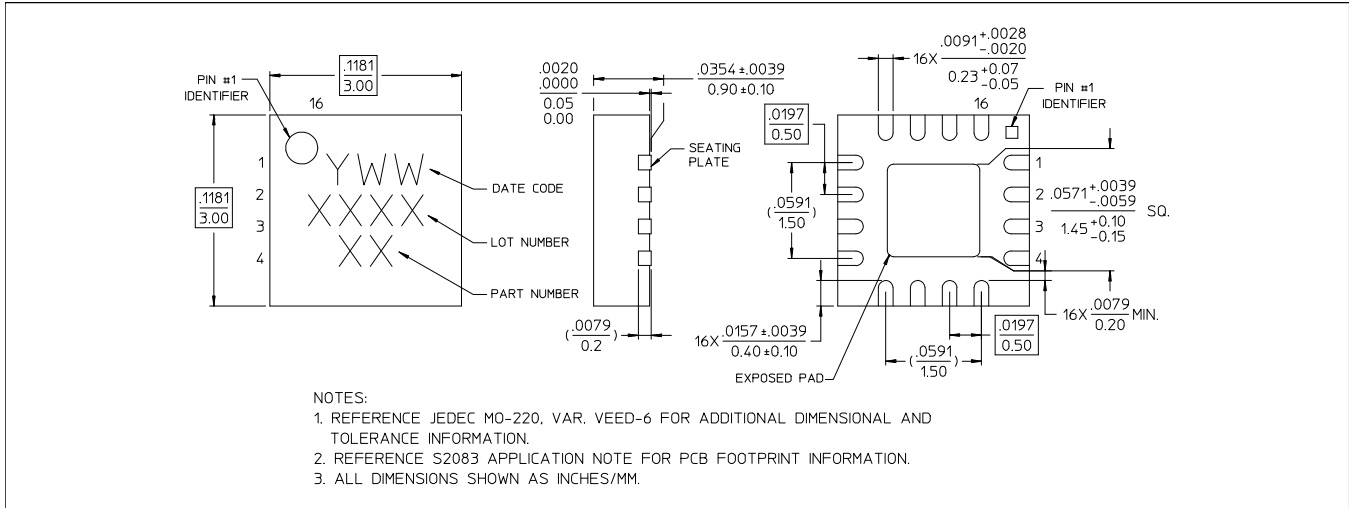 .1181
3.00
PIN #1
IDENTIFIER
16
.1181
3.00
1
2
3
4
YWW
XXXX
XX
DATE CODE
LOT NUMBER
PART NUMBER
.0020
.0000
0.05
0.00
.0354 ±.0039
0.90 ±0.10
SEATING
PLATE
(.0079
0.2)
16X .0091 +.0028
-.0020
0.23 +0.07
-0.05
16
PIN #1
IDENTIFIER
.0197
0.50
(.0591
1.50)
1
2
3
4
.0571 +.0039
-.0059
1.45 +0.10
-0.15
SQ.
16X .0157 ±.0039
0.40 ±0.10
16X .0079
0.20 MIN.
.0197
0.50
(.0591
1.50)
EXPOSED PAD
NOTES:
1. REFERENCE JEDEC MO-220, VAR. VEED-6 FOR ADDITIONAL DIMENSIONAL AND
TOLERANCE INFORMATION.
2. REFERENCE S2083 APPLICATION NOTE FOR PCB FOOTPRINT INFORMATION.
3. ALL DIMENSIONS SHOWN AS INCHES/MM.